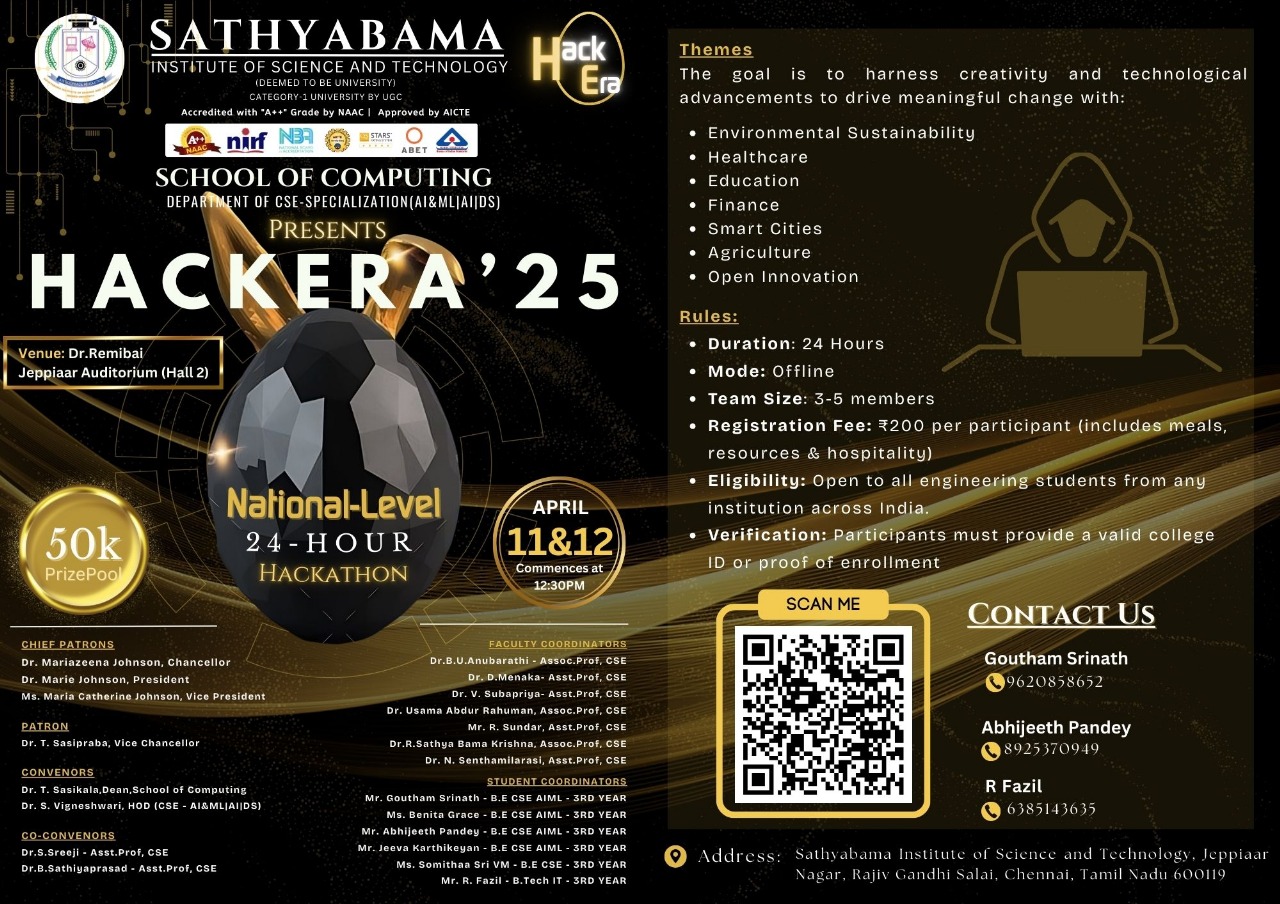 SATHYABAMA
INSTITUTE OF SCIENCE AND TECHNOLOGY
(DEEMED TO BE UNIVERSITY)
CATEGORY-1 UNIVERSITY BY UGC
Accredited with "A++" Grade by NAAC | Approved by AICTE
Hack
Era
A++
NAAC
nirf
NBA
STARS
ABET
SCHOOL OF COMPUTING
DEPARTMENT OF CSE-SPECIALIZATION(AI&ML|AI|DS)
PRESENTS
HACKERA’25
Venue: Dr.Remibai
Jeppiaar Auditorium (Hall 2)
National-Level
24-HOUR
HACKATHON
50k
PrizePool
APRIL
11&12
Commences at
12:30PM
CHIEF PATRONS
Dr. Mariazeena Johnson, Chancellor
Dr. Marie Johnson, President
Ms. Maria Catherine Johnson, Vice President
PATRON
Dr. T. Sasipraba, Vice Chancellor
CONVENORS
Dr. T. Sasikala,Dean,School of Computing
Dr. S. Vigneshwari, HOD (CSE - AI&ML|AI|DS)
CO-CONVENORS
Dr.S.Sreeji - Asst.Prof, CSE
Dr.B.Sathiyaprasad - Asst.Prof, CSE
FACULTY COORDINATORS
Dr.B.U.Anubarathi - Assoc.Prof, CSE
Dr. D.Menaka- Asst.Prof, CSE
Dr. V. Subapriya- Asst.Prof, CSE
Dr. Usama Abdur Rahuman, Assoc.Prof, CSE
Mr. R. Sundar, Asst.Prof, CSE
Dr.R.Sathya Bama Krishna, Assoc.Prof, CSE
Dr. N. Senthamilarasi, Asst.Prof, CSE
STUDENT COORDINATORS
Mr. Goutham Srinath - B.E CSE AIML - 3RD YEAR
Ms. Benita Grace - B.E CSE AIML - 3RD YEAR
Mr. Abhijeeth Pandey - B.E CSE AIML - 3RD YEAR
Mr. Jeeva Karthikeyan - B.E CSE AIML - 3RD YEAR
Ms. Somithaa Sri VM - B.E CSE - 3RD YEAR
Mr. R. Fazil - B.Tech IT - 3RD YEAR
Themes
The goal is to harness creativity and technological
advancements to drive meaningful change with:
• Environmental Sustainability
• Healthcare
• Education
• Finance
• Smart Cities
• Agriculture
• Open Innovation
Rules:
• Duration: 24 Hours
• Mode: Offline
• Team Size: 3-5 members
• Registration Fee: ₹200 per participant (includes meals,
resources & hospitality)
• Eligibility: Open to all engineering students from any
institution across India.
• Verification: Participants must provide a valid college
ID or proof of enrollment
SCAN ME
CONTACT US
Goutham Srinath
9620858652
Abhijeeth Pandey
8925370949
R Fazil
6385143635
Address: Sathyabama Institute of Science and Technology, Jeppiaar
Nagar, Rajiv Gandhi Salai, Chennai, Tamil Nadu 600119